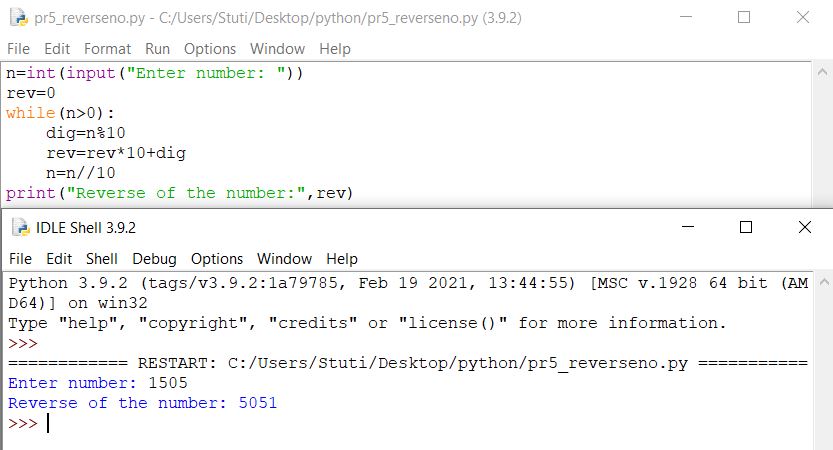 pr5_reverseno.py - C:/Users/Stuti/Desktop/python/pr5_reverseno.py (3.9.2)
File Edit Format Run Options Window Help
n=int(input("Enter number: "))
rev=0
while(n>0):
    dig=n%10
    rev=rev*10+dig
    n=n//10
print("Reverse of the number:",rev)
IDLE Shell 3.9.2
File Edit Shell Debug Options Window Help
Python 3.9.2 (tags/v3.9.2:1a79785, Feb 19 2021, 13:44:55) [MSC v.1928 64 bit (AM
D64)] on win32
Type "help", "copyright", "credits" or "license()" for more information.
>>>
============ RESTART: C:/Users/Stuti/Desktop/python/pr5_reverseno.py ===========
Enter number: 1505
Reverse of the number: 5051
>>>